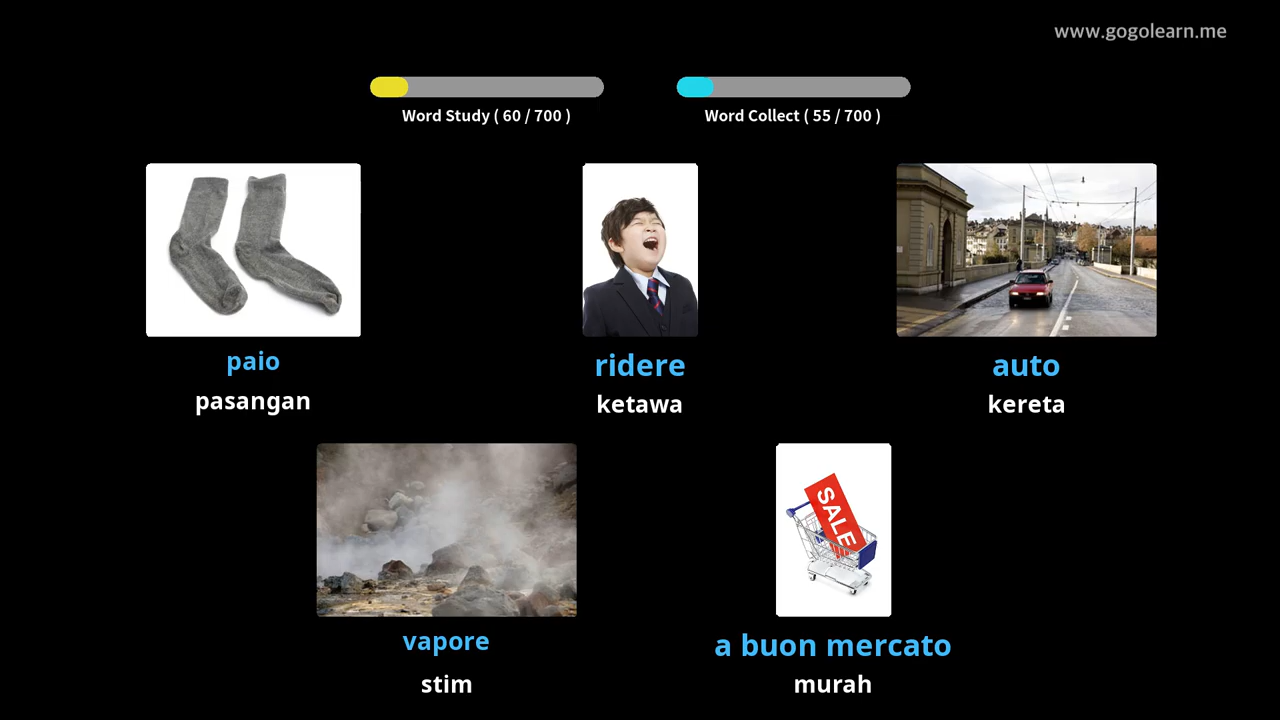 www.gogolearn.me
Word Study ( 60 / 700 )
Word Collect ( 55 / 700 )
paio
pasangan
ridere
ketawa
auto
kereta
SALE
vapore
stim
a buon mercato
murah